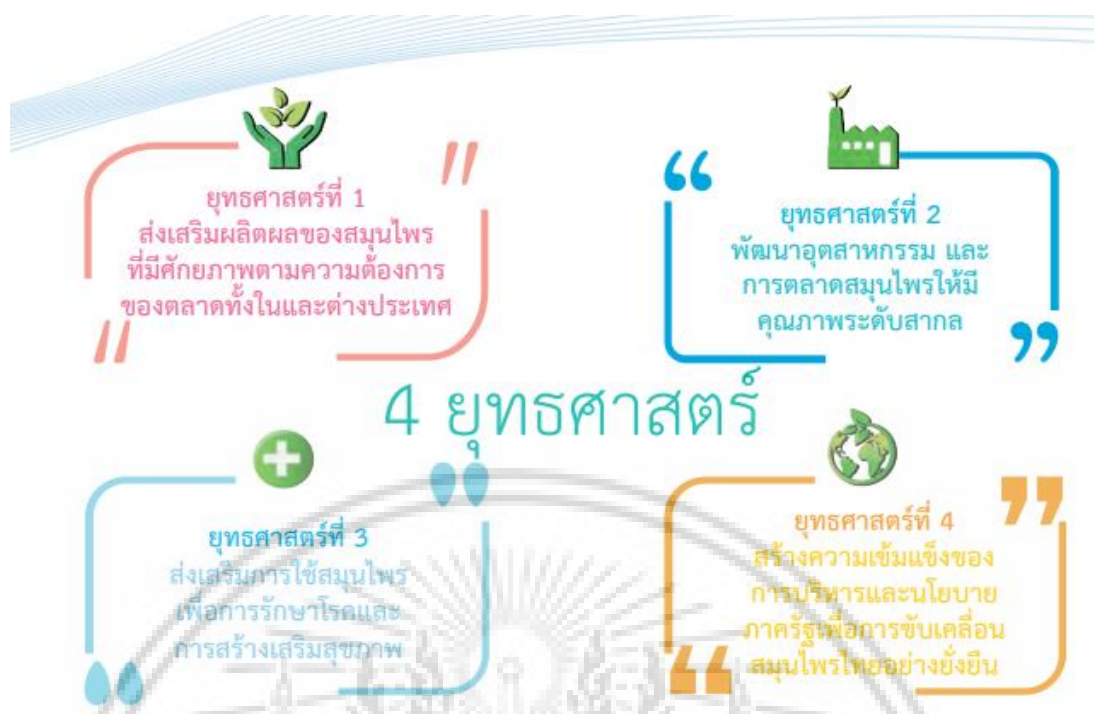 ยุทธศาสตร์ที่ 1
ส่งเสริมผลิตผลของสมุนไพร
ที่มีศักยภาพตามความต้องการ
ของตลาดทั้งในและต่างประเทศ
ยุทธศาสตร์ที่ 2
พัฒนาอุตสาหกรรม และ
การตลาดสมุนไพรให้มี
คุณภาพระดับสากล
4 ยุทธศาสตร์
ยุทธศาสตร์ที่ 3
ส่งเสริมการใช้สมุนไพร
เพื่อการรักษาโรคและ
การสร้างเสริมสุขภาพ
ยุทธศาสตร์ที่ 4
สร้างความเข้มแข็งของ
การบริหารและนโยบาย
ภาครัฐเพื่อการขับเคลื่อน
สมุนไพรไทยอย่างยั่งยืน